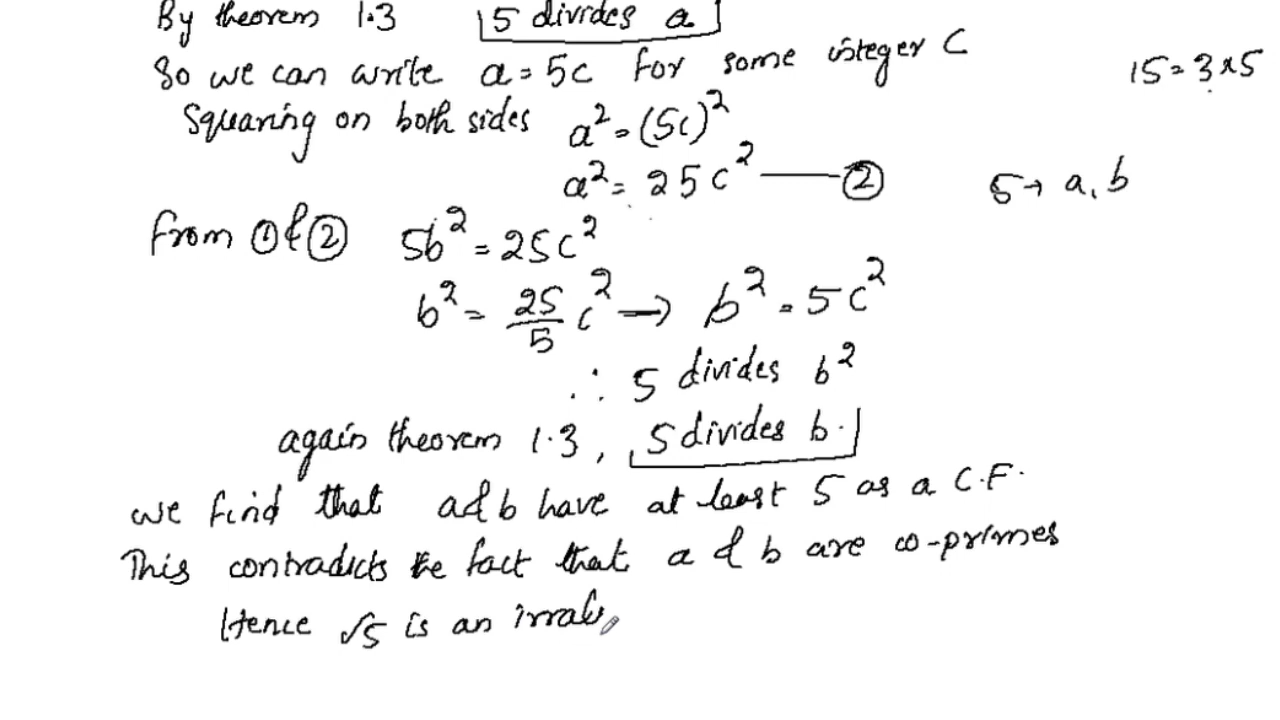 By theorem 1.3 5 divides a
So we can write a = 5c for some integer c
15 = 3 x 5
Squaring on both sides a² = (5c)²
a² = 25c² — ②
5 → a, b
from ① & ② 5b² = 25c²
b² = 25/5 c² → b² = 5c²
∴ 5 divides b²
again theorem 1.3, 5 divides b.
we find that a & b have at least 5 as a C.F.
This contradicts the fact that a & b are co-primes
Hence √5 is an irrati